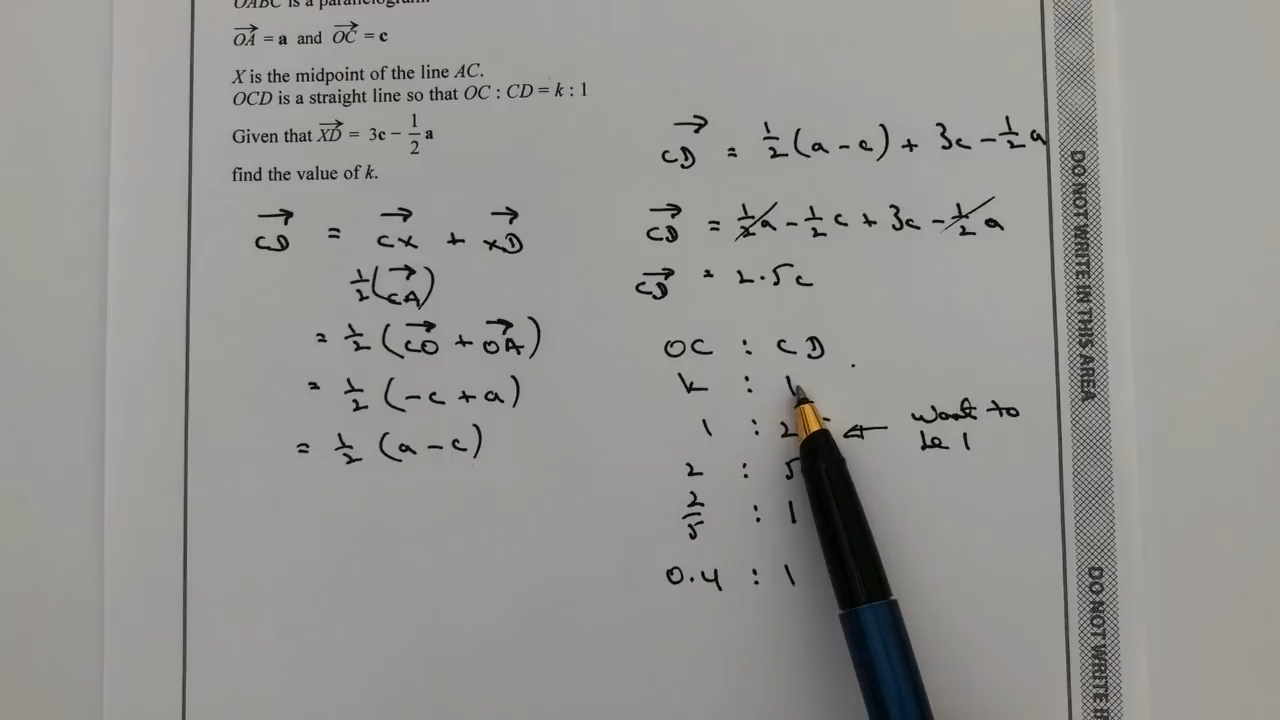 OABC is a parallelogram.
→OA = a and →OC = c
X is the midpoint of the line AC.
OCD is a straight line so that OC : CD = k : 1
Given that →XD = 3c − 1/2 a
find the value of k.
→CD = →CX + →XD
1/2(→CA)
= 1/2 (→CO + →OA)
= 1/2 (-c + a)
= 1/2 (a - c)
→CD = 1/2 (a - c) + 3c - 1/2 a
→CD = 1/2 a - 1/2 c + 3c - 1/2 a
→CD = 2.5c
OC : CD
k : 1
1 : 2
← want to
be 1
2 : 5
2/5 : 1
0.4 : 1
DO NOT WRITE IN THIS AREA
DO NOT WRITE